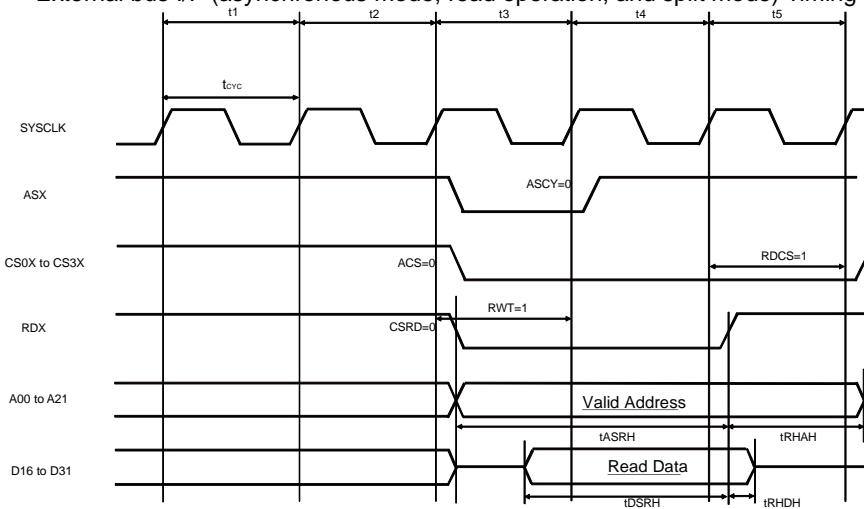 External bus I/F (asynchronous mode, read operation, and split mode) Timing
t1 t2 t3 t4 t5
tCYC
SYSCLK
ASX ASCY=0
CS0X to CS3X ACS=0 RDCS=1
RDX CSRD=0 RWT=1
A00 to A21 Valid Address
tASRH tRHAH
D16 to D31 Read Data
tDSRH tRHDH